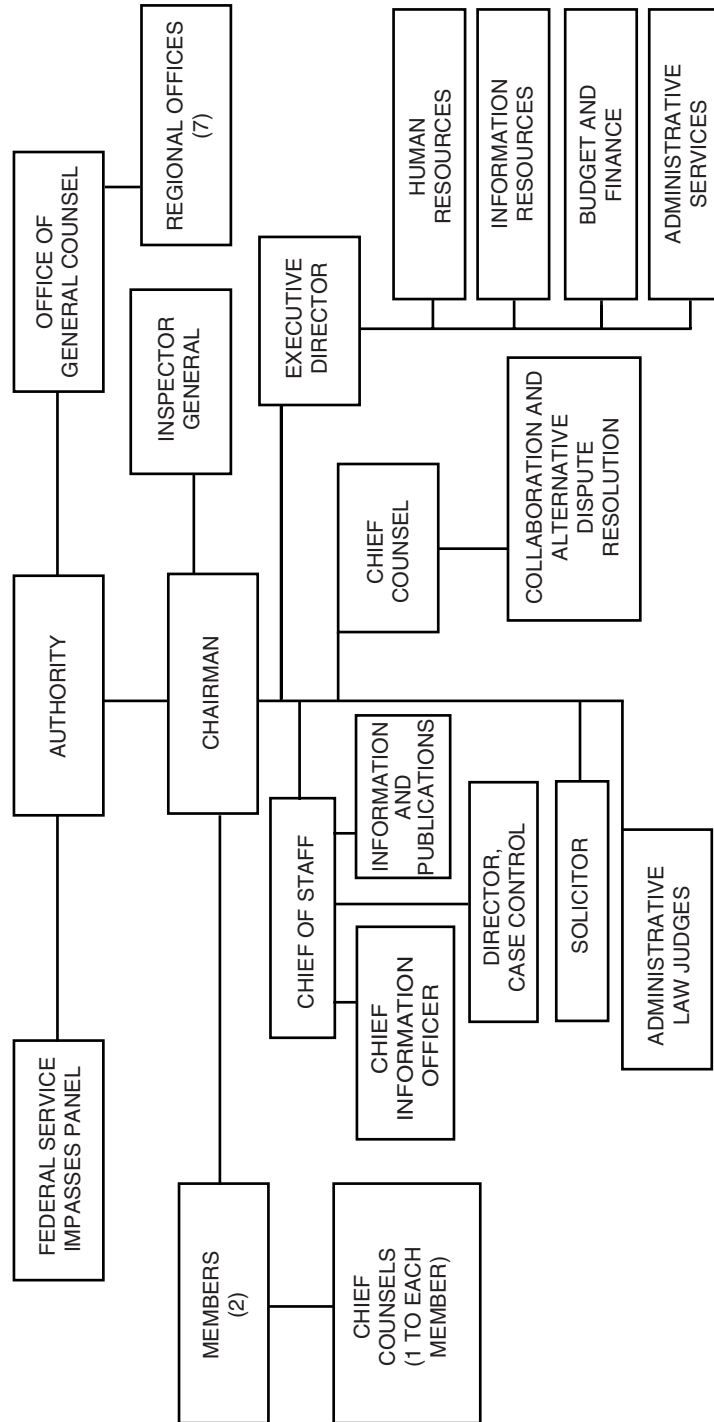 AUTHORITY
FEDERAL SERVICE
IMPASSES PANEL
OFFICE OF
GENERAL COUNSEL
REGIONAL OFFICES
(7)
CHAIRMAN
INSPECTOR
GENERAL
MEMBERS
(2)
CHIEF
COUNSELS
(1 TO EACH
MEMBER)
CHIEF OF STAFF
CHIEF
INFORMATION
OFFICER
INFORMATION
AND
PUBLICATIONS
DIRECTOR,
CASE CONTROL
EXECUTIVE
DIRECTOR
HUMAN
RESOURCES
INFORMATION
RESOURCES
BUDGET AND
FINANCE
ADMINISTRATIVE
SERVICES
CHIEF
COUNSEL
COLLABORATION AND
ALTERNATIVE
DISPUTE
RESOLUTION
SOLICITOR
ADMINISTRATIVE
LAW JUDGES